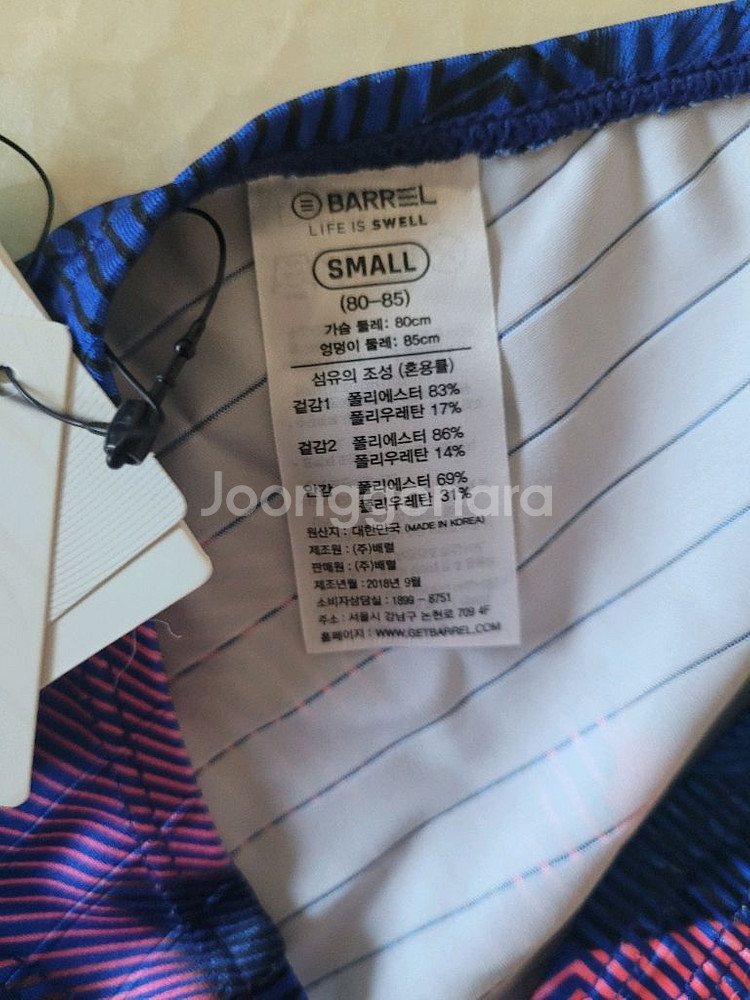 BARREL
LIFE IS SWELL
SMALL
(80-85)
가슴 둘레: 80cm
엉덩이 둘레: 85cm
섬유의 조성 (혼용률)
겉감1 폴리에스터 83%
폴리우레탄 17%
겉감2 폴리에스터 86%
폴리우레탄 14%
안감 폴리에스터 69%
폴리우레탄 31%
Joonggonara
원산지 : 대한민국 (MADE IN KOREA)
제조원 : (주)배럴
판매원 : (주)배럴
제조년월 : 2018년 9월
소비자상담실 : 1899 - 8751
주소 : 서울시 강남구 논현로 709 4F
홈페이지 : WWW.GETBARREL.COM